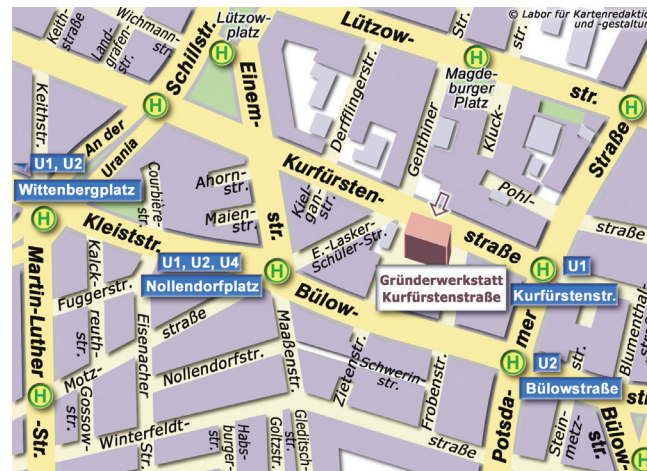 © Labor für Kartenredaktion
und -gestaltung
Keith-
straße
Land-
grafen-
str.
Wichmann-
str.
Schillstr.
Lützow-
platz
Einem-
str.
Lützow-
str.
Magde-
burger
Platz
Derfflingerstr.
Genthiner
Kluck-
Pohl-
straße
Keithstr.
An der
Urania
Courbière-
str.
Ahorn-
str.
Maien-
str.
Kurfürsten-
straße
Kiel-
gan-
str.
E.-Lasker-
Schüler-Str.
U1, U2
Wittenbergplatz
Kleiststr.
U1, U2, U4
Nollendorfplatz
Gründerwerkstatt
Kurfürstenstraße
U1
Kurfürstenstr.
Potsda-
mer
Straße
Martin-Luther
-Str.
Kalck-
reuth-
str.
Fuggerstr.
Eisenacher
Str.
Motz-
straße
Gossow-
str.
Nollendorfstr.
Maaßenstr.
Bülow-
str.
Zietenstr.
Schwerin-
str.
Frobenstr.
U2
Bülowstraße
Blumenthal-
Stein-
metz-
str.
Bülow
str.
Winterfeldt-
straße
Habs-
burger-
Goltzstr.
Gleditsch-
str.
H
H
H
H
H
H
H
H
H
H